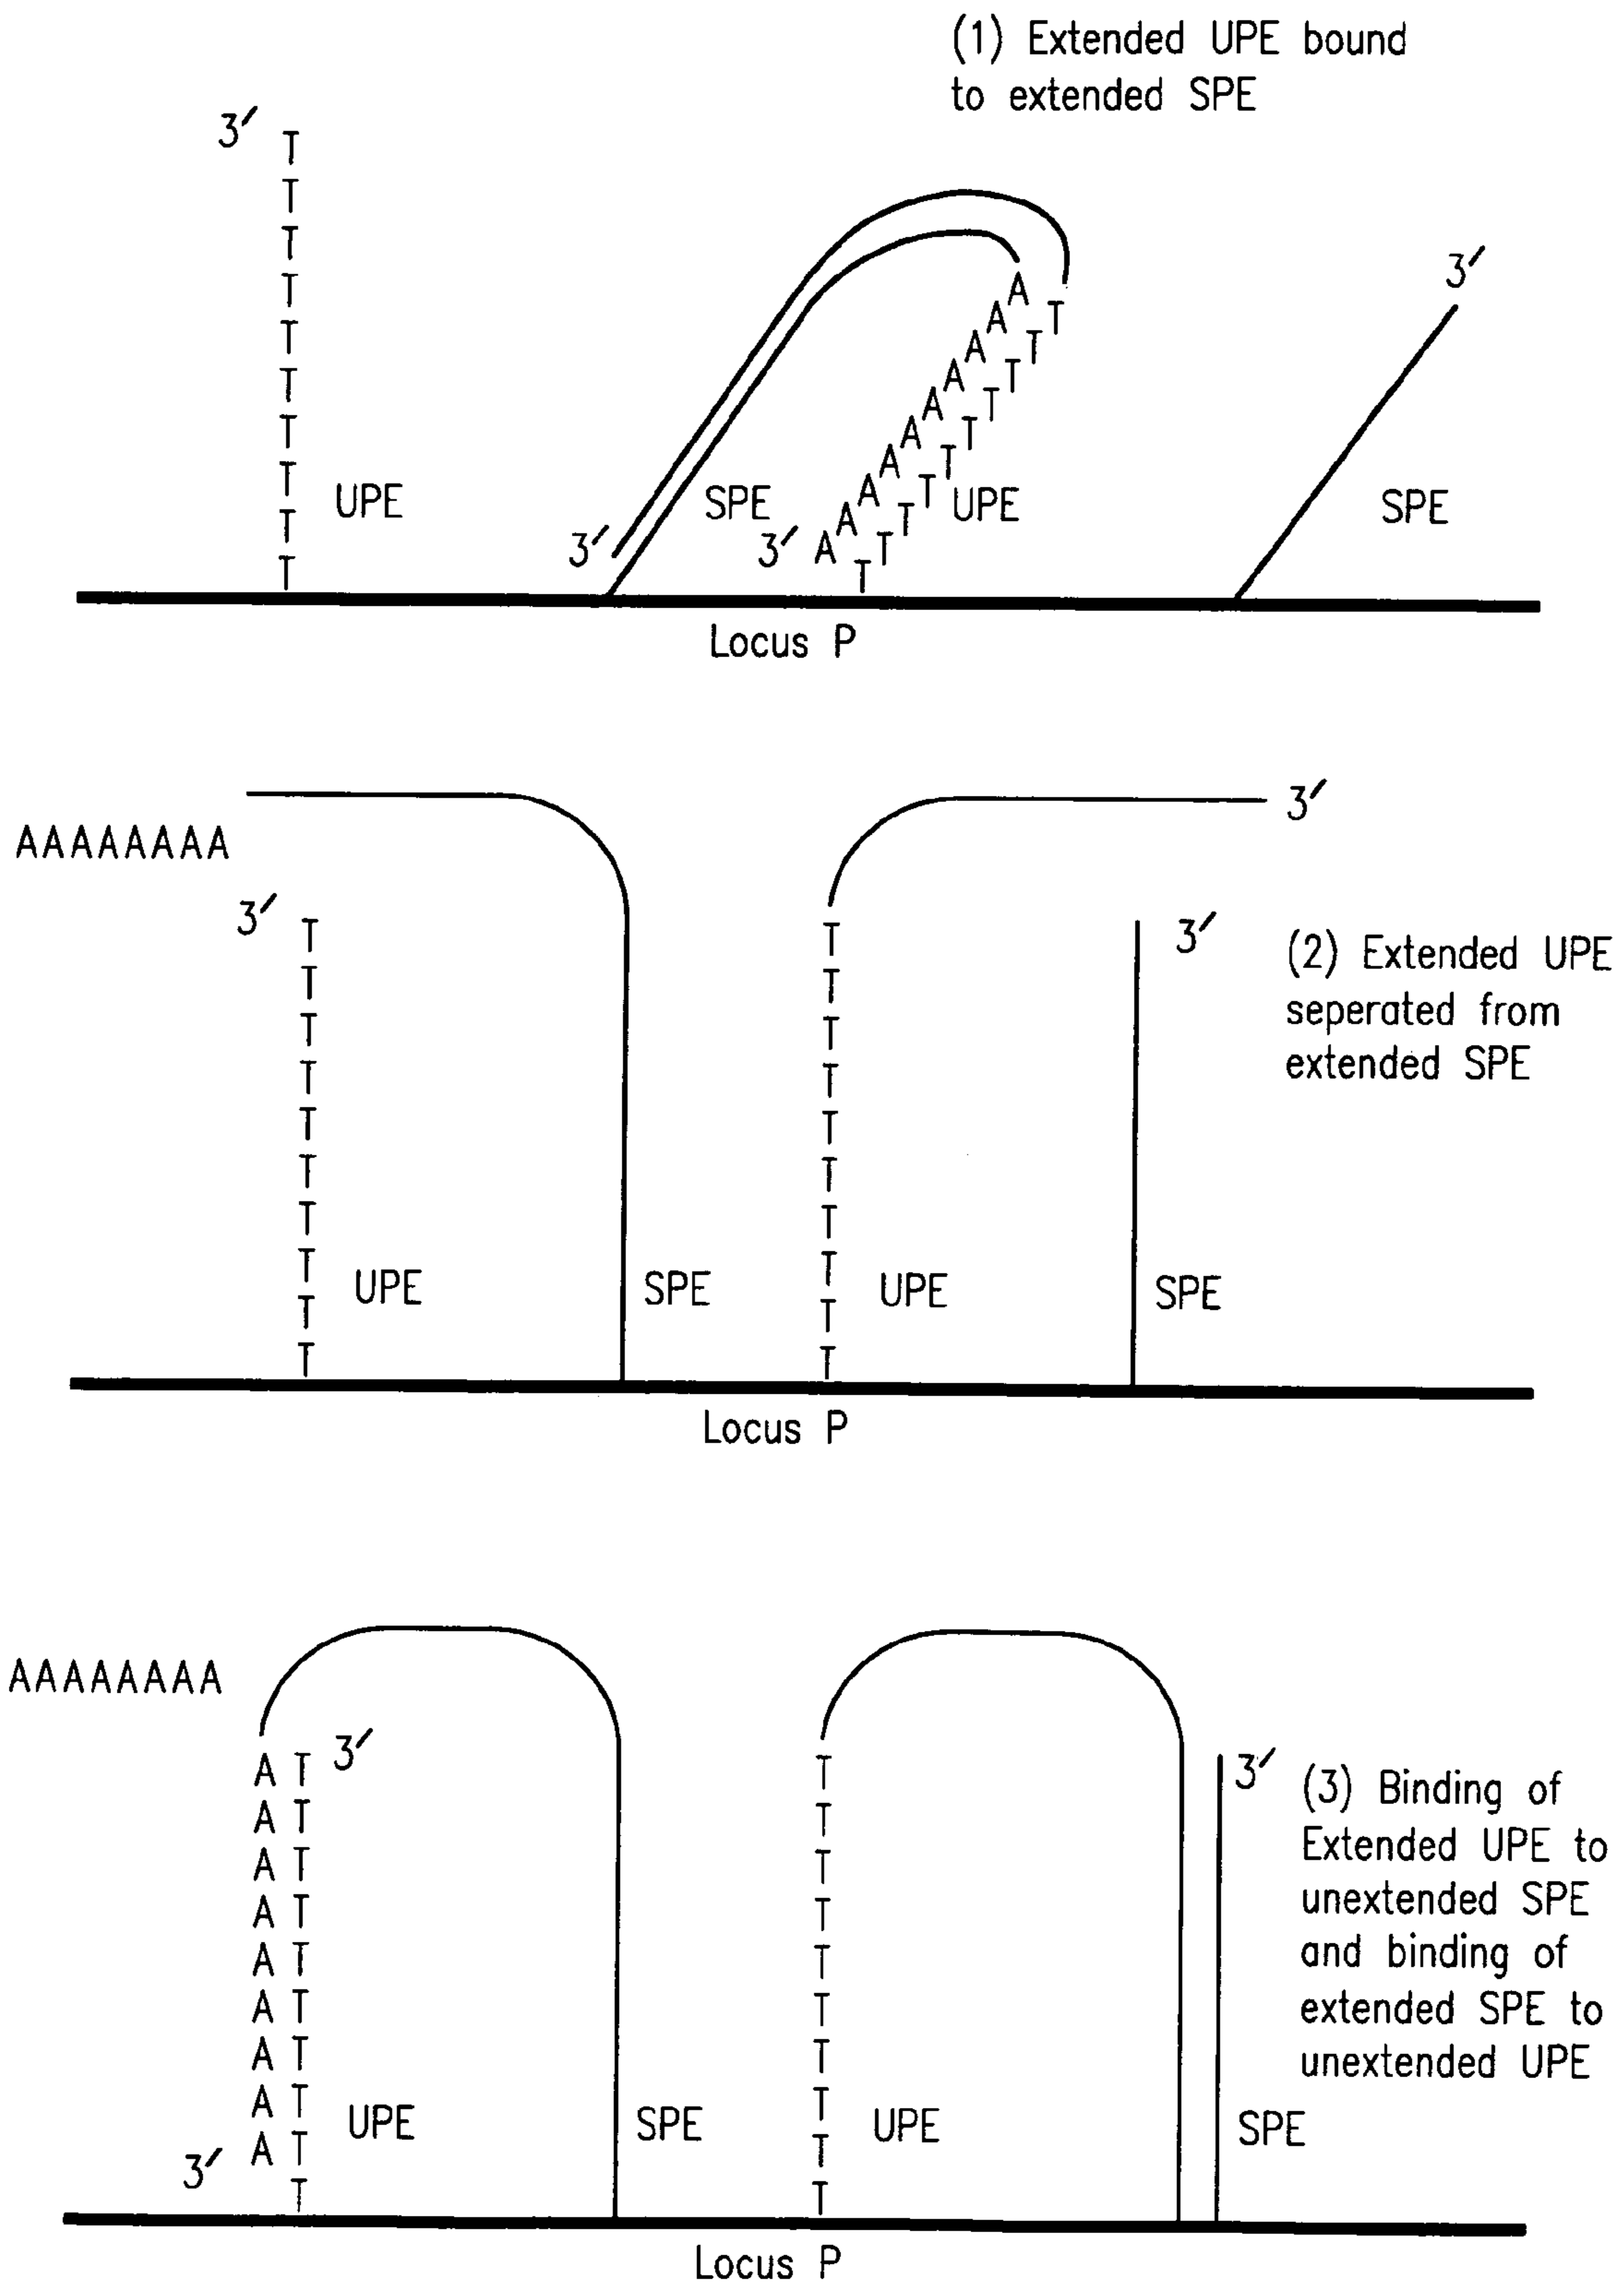 (1) Extended UPE bound
to extended SPE
3′
T
T
T
T
T
T
T
T
T
T
UPE
3′
SPE
3′
A T
A T
A T
A T
A T
A T
A T
A T
A T
A T
UPE
3′
SPE
Locus P
AAAAAAAA
3′
T
T
T
T
T
T
T
T
T
T
UPE
SPE
3′
T
T
T
T
T
T
T
T
T
T
UPE
3′
SPE
(2) Extended UPE
seperated from
extended SPE
Locus P
AAAAAAAA
3′
A T
A T
A T
A T
A T
A T
A T
A T
A T
T
3′
UPE
SPE
T
T
T
T
T
T
T
T
T
T
UPE
3′
SPE
(3) Binding of
Extended UPE to
unextended SPE
and binding of
extended SPE to
unextended UPE
Locus P